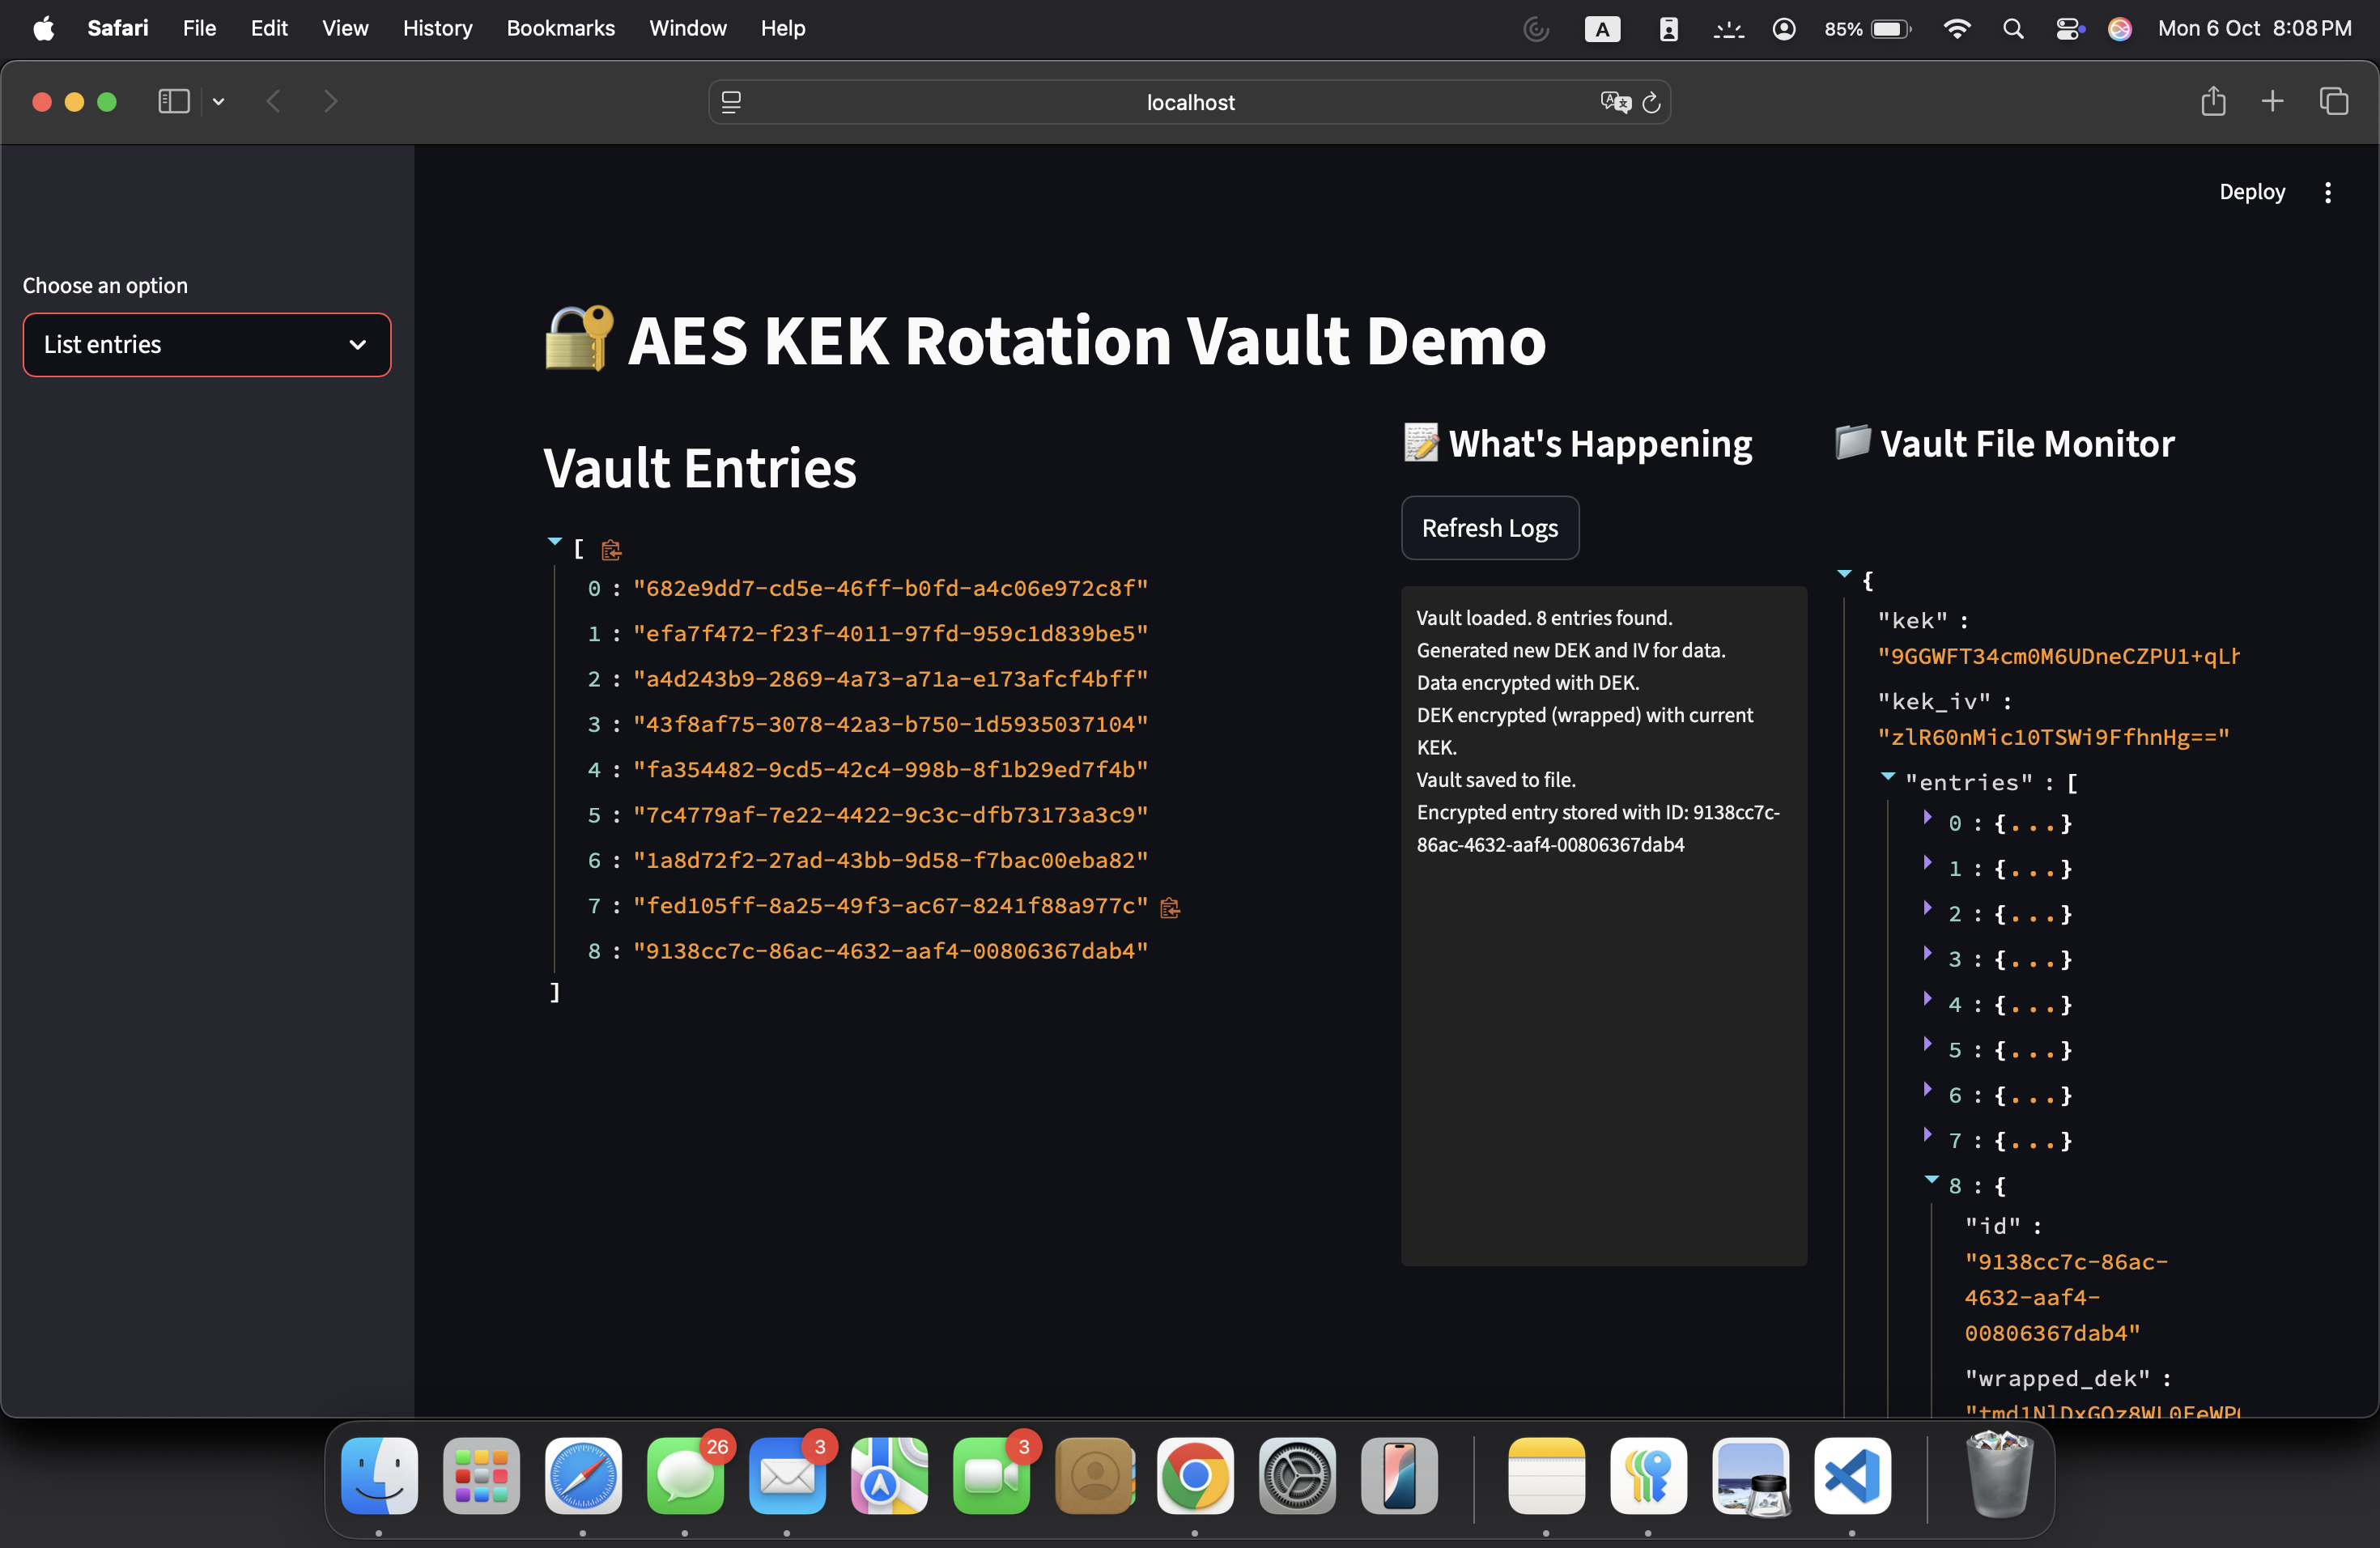 Safari File Edit View History Bookmarks Window Help A 85% Mon 6 Oct 8:08 PM
localhost
Deploy
Choose an option
List entries
AES KEK Rotation Vault Demo
Vault Entries
[
0 : "682e9dd7-cd5e-46ff-b0fd-a4c06e972c8f"
1 : "efa7f472-f23f-4011-97fd-959c1d839be5"
2 : "a4d243b9-2869-4a73-a71a-e173afcf4bff"
3 : "43f8af75-3078-42a3-b750-1d5935037104"
4 : "fa354482-9cd5-42c4-998b-8f1b29ed7f4b"
5 : "7c4779af-7e22-4422-9c3c-dfb73173a3c9"
6 : "1a8d72f2-27ad-43bb-9d58-f7bac00eba82"
7 : "fed105ff-8a25-49f3-ac67-8241f88a977c"
8 : "9138cc7c-86ac-4632-aaf4-00806367dab4"
]
What's Happening
Refresh Logs
Vault loaded. 8 entries found.
Generated new DEK and IV for data.
Data encrypted with DEK.
DEK encrypted (wrapped) with current
KEK.
Vault saved to file.
Encrypted entry stored with ID: 9138cc7c-
86ac-4632-aaf4-00806367dab4
Vault File Monitor
{
"kek" :
"9GGWFT34cm0M6UDneCZPU1+qLh
"kek_iv" :
"zlR60nMic10TSWi9FfhnHg=="
"entries" : [
0 : {...}
1 : {...}
2 : {...}
3 : {...}
4 : {...}
5 : {...}
6 : {...}
7 : {...}
8 : {
"id" :
"9138cc7c-86ac-
4632-aaf4-
00806367dab4"
"wrapped_dek" :
26 3 3